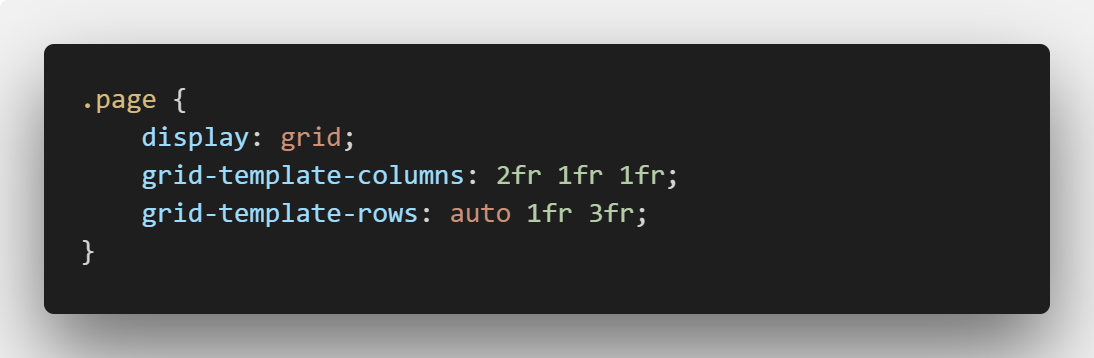 .page {
    display: grid;
    grid-template-columns: 2fr 1fr 1fr;
    grid-template-rows: auto 1fr 3fr;
}